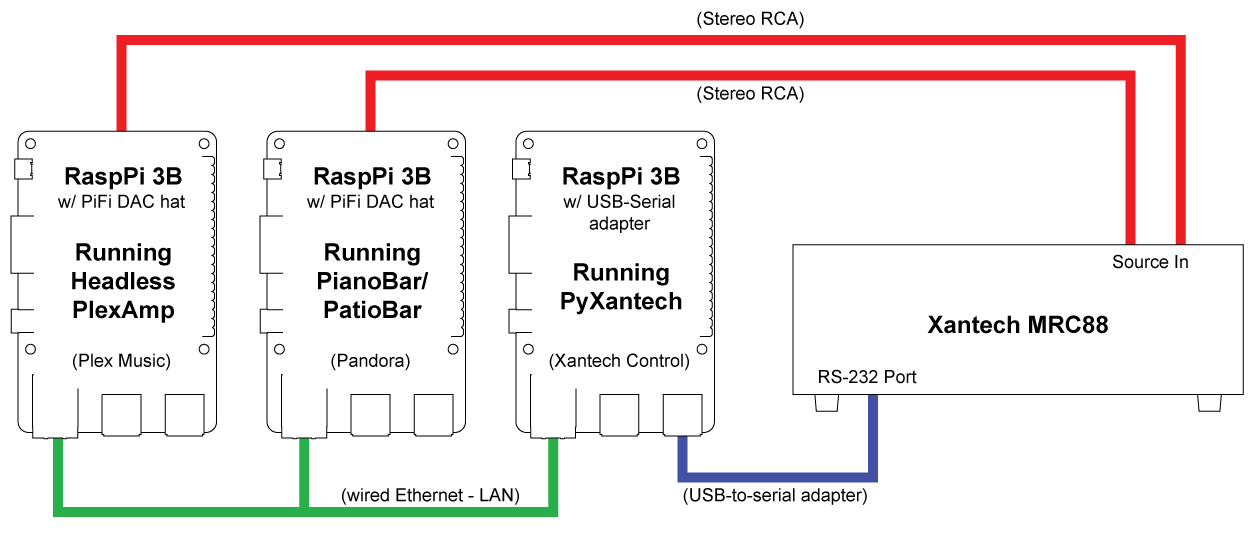 (Stereo RCA)
(Stereo RCA)
RaspPi 3B
w/ PiFi DAC hat
Running
Headless
PlexAmp
(Plex Music)
RaspPi 3B
w/ PiFi DAC hat
Running
PianoBar/
PatioBar
(Pandora)
RaspPi 3B
w/ USB-Serial
adapter
Running
PyXantech
(Xantech Control)
Source In
Xantech MRC88
RS-232 Port
(wired Ethernet - LAN)
(USB-to-serial adapter)